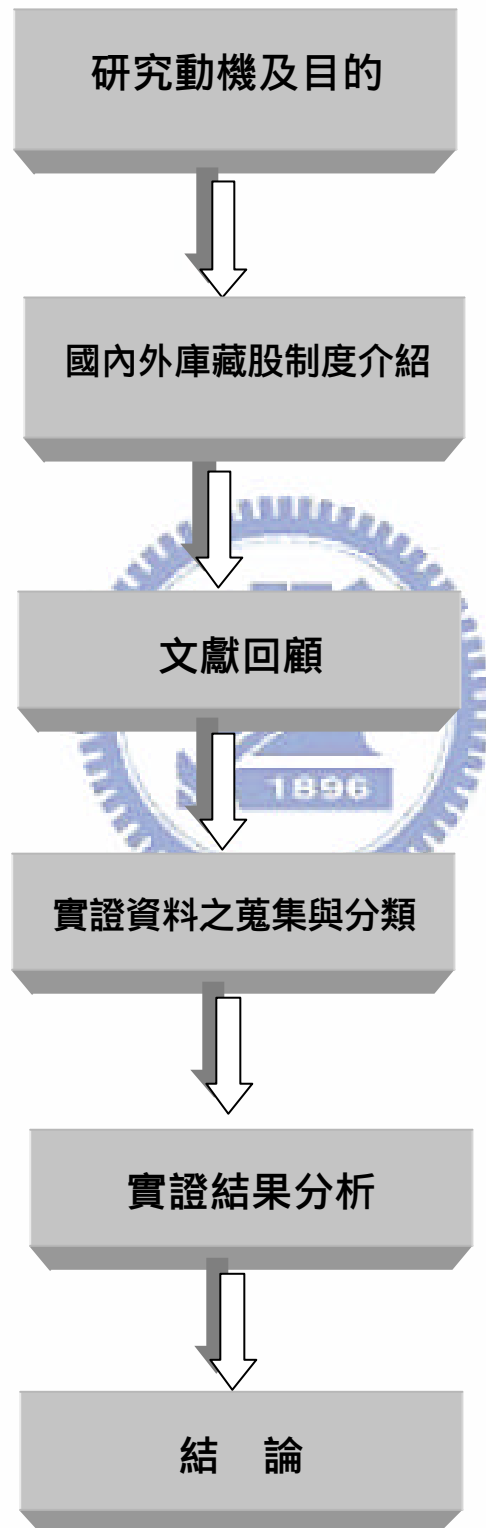 研究動機及目的
國內外庫藏股制度介紹
文獻回顧
1896
實證資料之蒐集與分類
實證結果分析
結　論